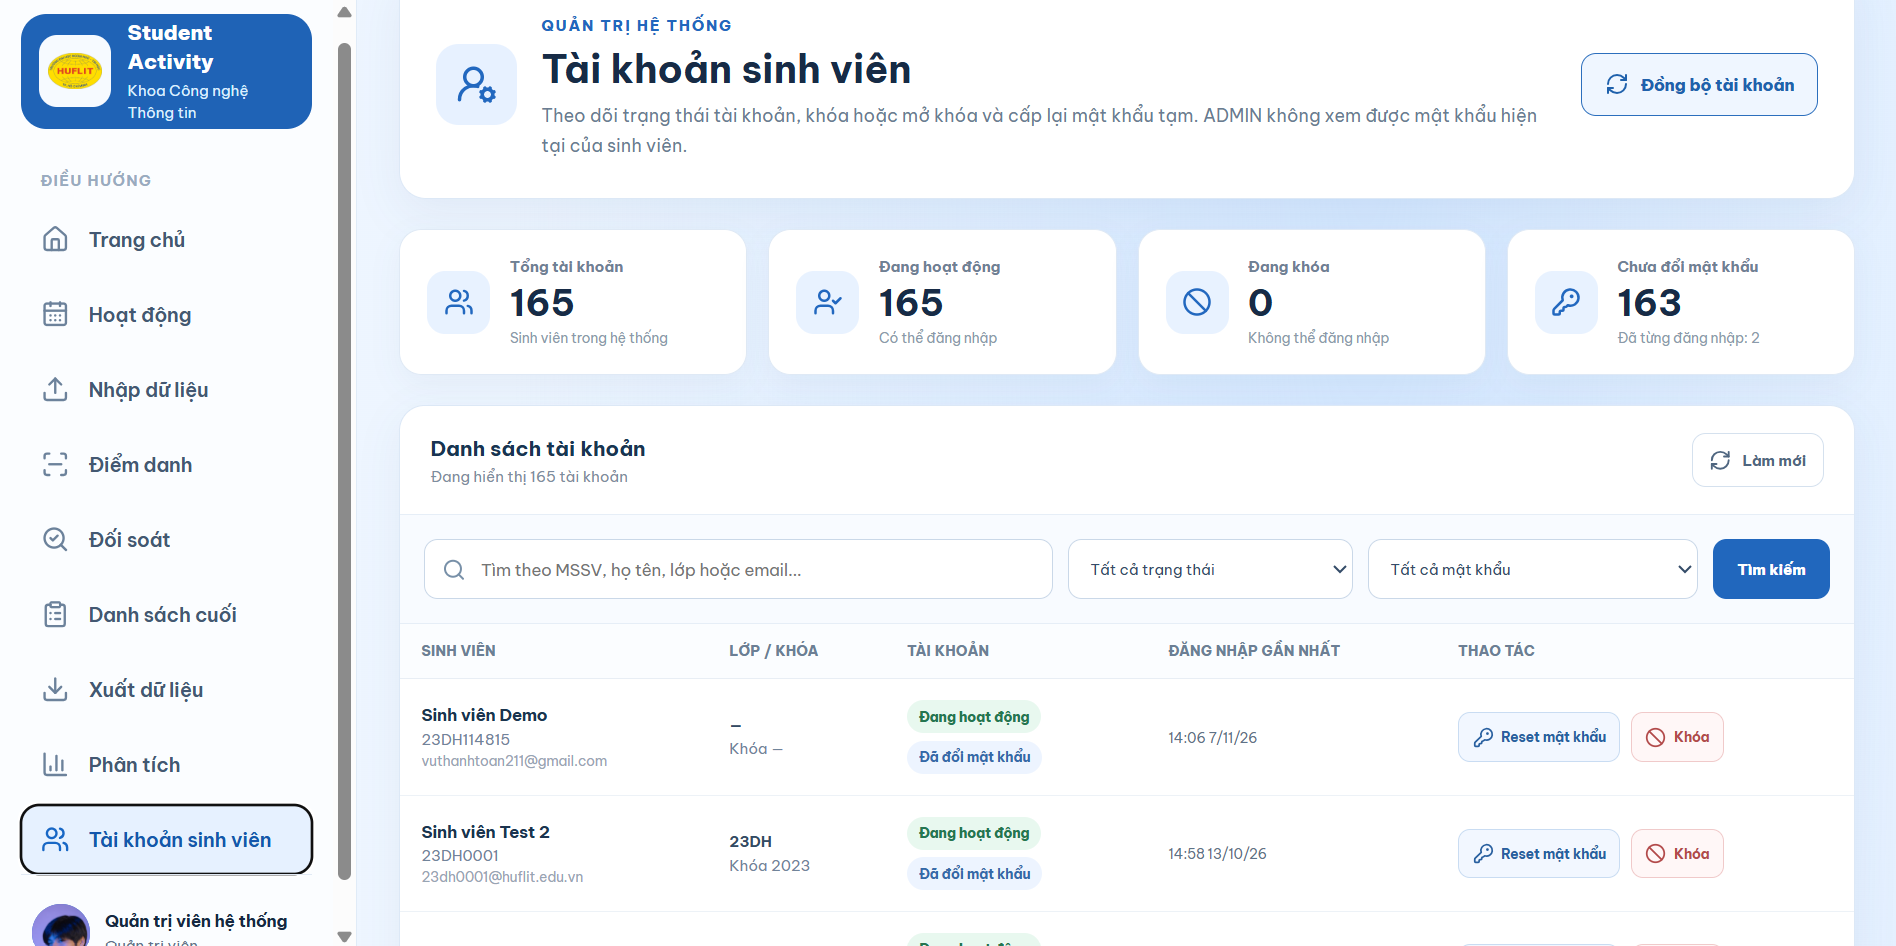 Student
Activity
Khoa Công nghệ
Thông tin
HUFLIT
ĐIỀU HƯỚNG
Trang chủ
Hoạt động
Nhập dữ liệu
Điểm danh
Đối soát
Danh sách cuối
Xuất dữ liệu
Phân tích
Tài khoản sinh viên
Quản trị viên hệ thống
Quản trị viên
QUẢN TRỊ HỆ THỐNG
Tài khoản sinh viên
Theo dõi trạng thái tài khoản, khóa hoặc mở khóa và cấp lại mật khẩu tạm. ADMIN không xem được mật khẩu hiện
tại của sinh viên.
Đồng bộ tài khoản
Tổng tài khoản
165
Sinh viên trong hệ thống
Đang hoạt động
165
Có thể đăng nhập
Đang khóa
0
Không thể đăng nhập
Chưa đổi mật khẩu
163
Đã từng đăng nhập: 2
Danh sách tài khoản
Đang hiển thị 165 tài khoản
Làm mới
Tìm theo MSSV, họ tên, lớp hoặc email...
Tất cả trạng thái
Tất cả mật khẩu
Tìm kiếm
SINH VIÊN LỚP / KHÓA TÀI KHOẢN ĐĂNG NHẬP GẦN NHẤT THAO TÁC
Sinh viên Demo
23DH114815
vuthanhtoan211@gmail.com
—
Khóa —
Đang hoạt động
Đã đổi mật khẩu
14:06 7/11/26
Reset mật khẩu
Khóa
Sinh viên Test 2
23DH0001
23dh0001@huflit.edu.vn
23DH
Khóa 2023
Đang hoạt động
Đã đổi mật khẩu
14:58 13/10/26
Reset mật khẩu
Khóa
Đang hoạt động